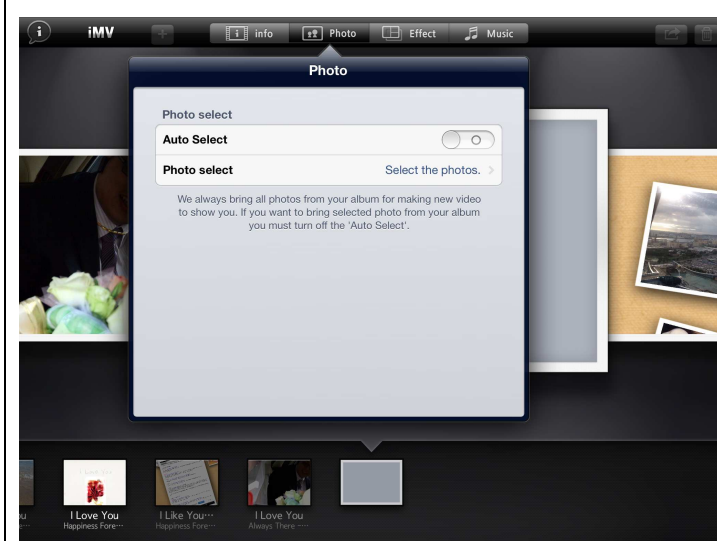 iMV
info
Photo
Effect
Music
Photo
Photo select
Auto Select
Photo select
Select the photos.
We always bring all photos from your album for making new video
to show you. If you want to bring selected photo from your album
you must turn off the 'Auto Select'.
I Love You
Happiness Fore···
I Like You···
Happiness Fore···
I Love You
Always There ~···